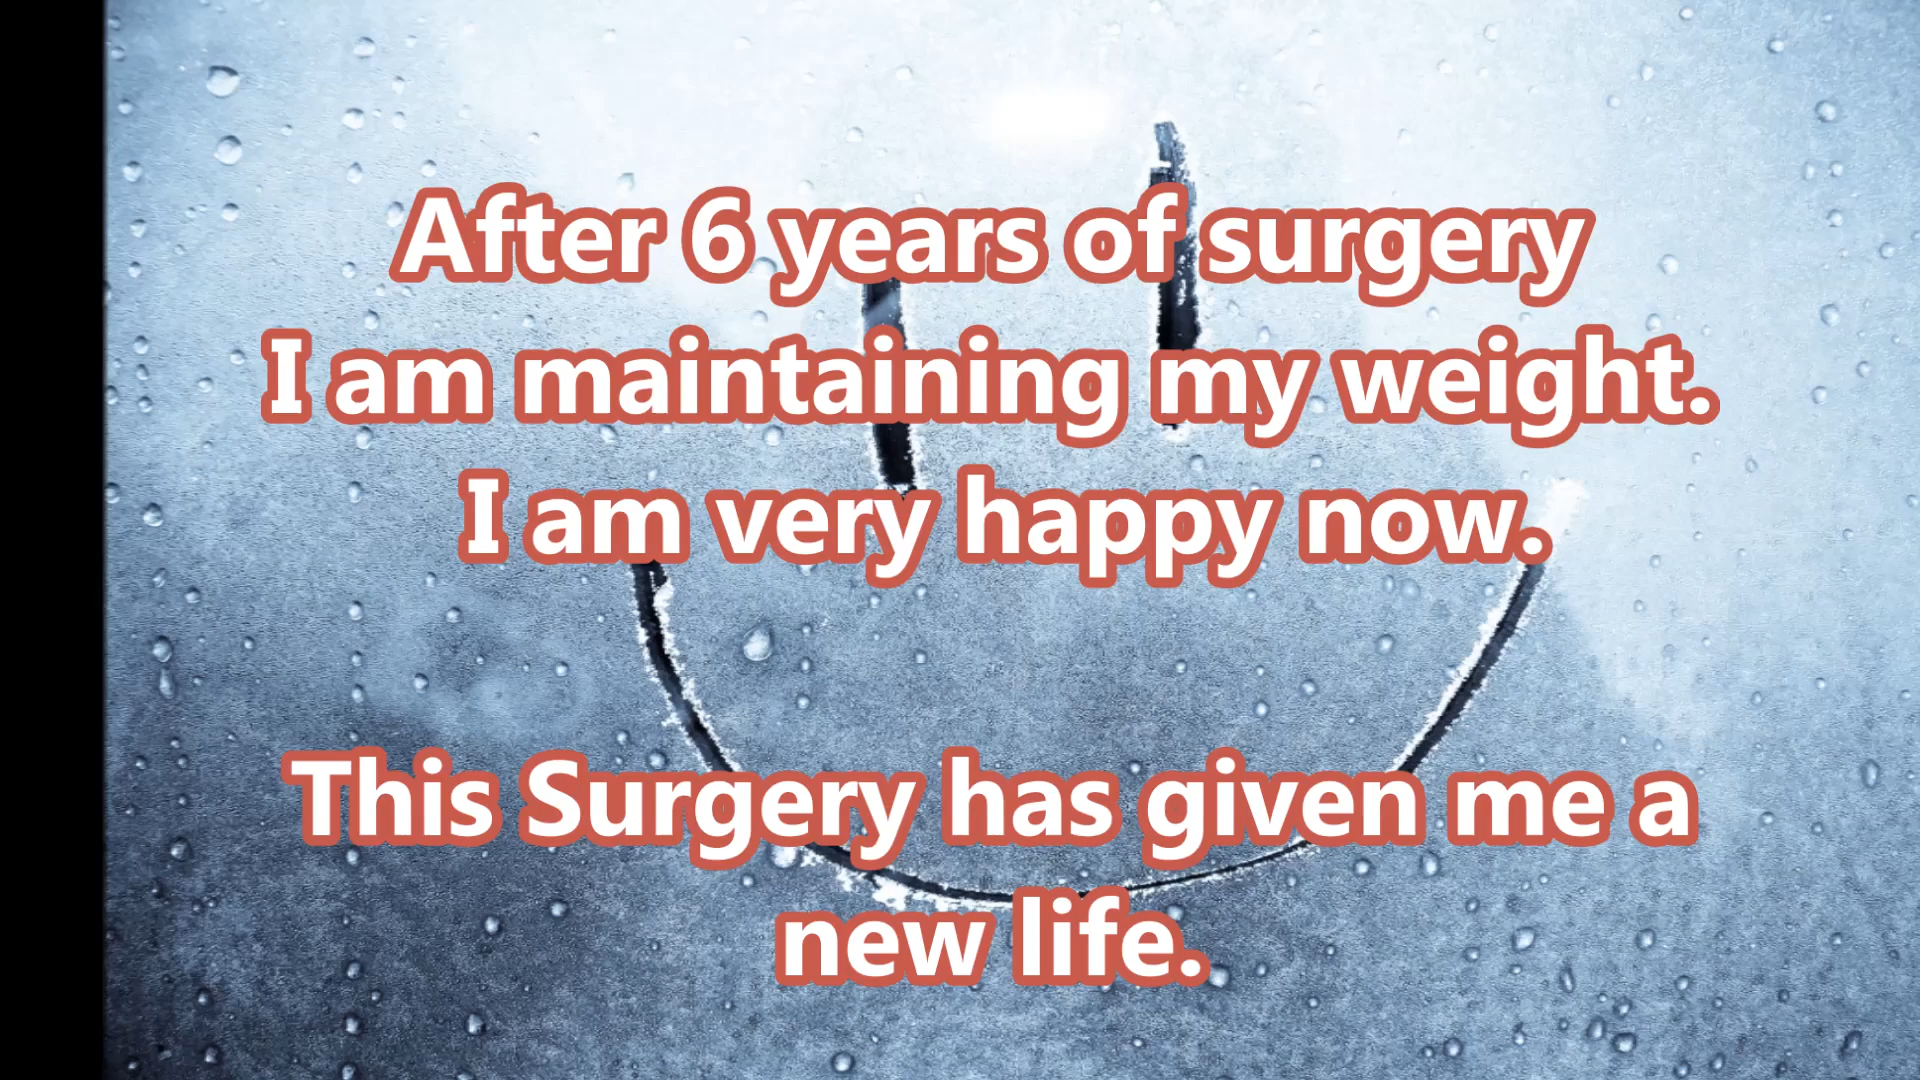 After 6 years of surgery
I am maintaining my weight.
I am very happy now.
This Surgery has given me a
new life.